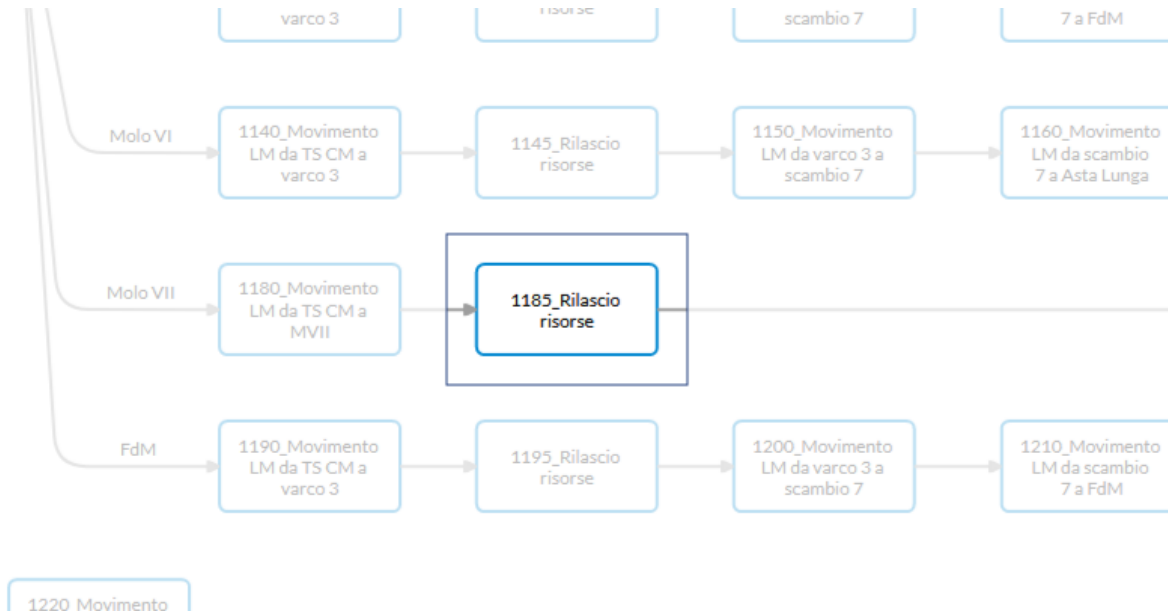 varco 3
risorse
scambio 7
7 a FdM
Molo VI
1140_Movimento
LM da TS CM a
varco 3
1145_Rilascio
risorse
1150_Movimento
LM da varco 3 a
scambio 7
1160_Movimento
LM da scambio
7 a Asta Lunga
Molo VII
1180_Movimento
LM da TS CM a
MVII
1185_Rilascio
risorse
FdM
1190_Movimento
LM da TS CM a
varco 3
1195_Rilascio
risorse
1200_Movimento
LM da varco 3 a
scambio 7
1210_Movimento
LM da scambio
7 a FdM
1220_Movimento